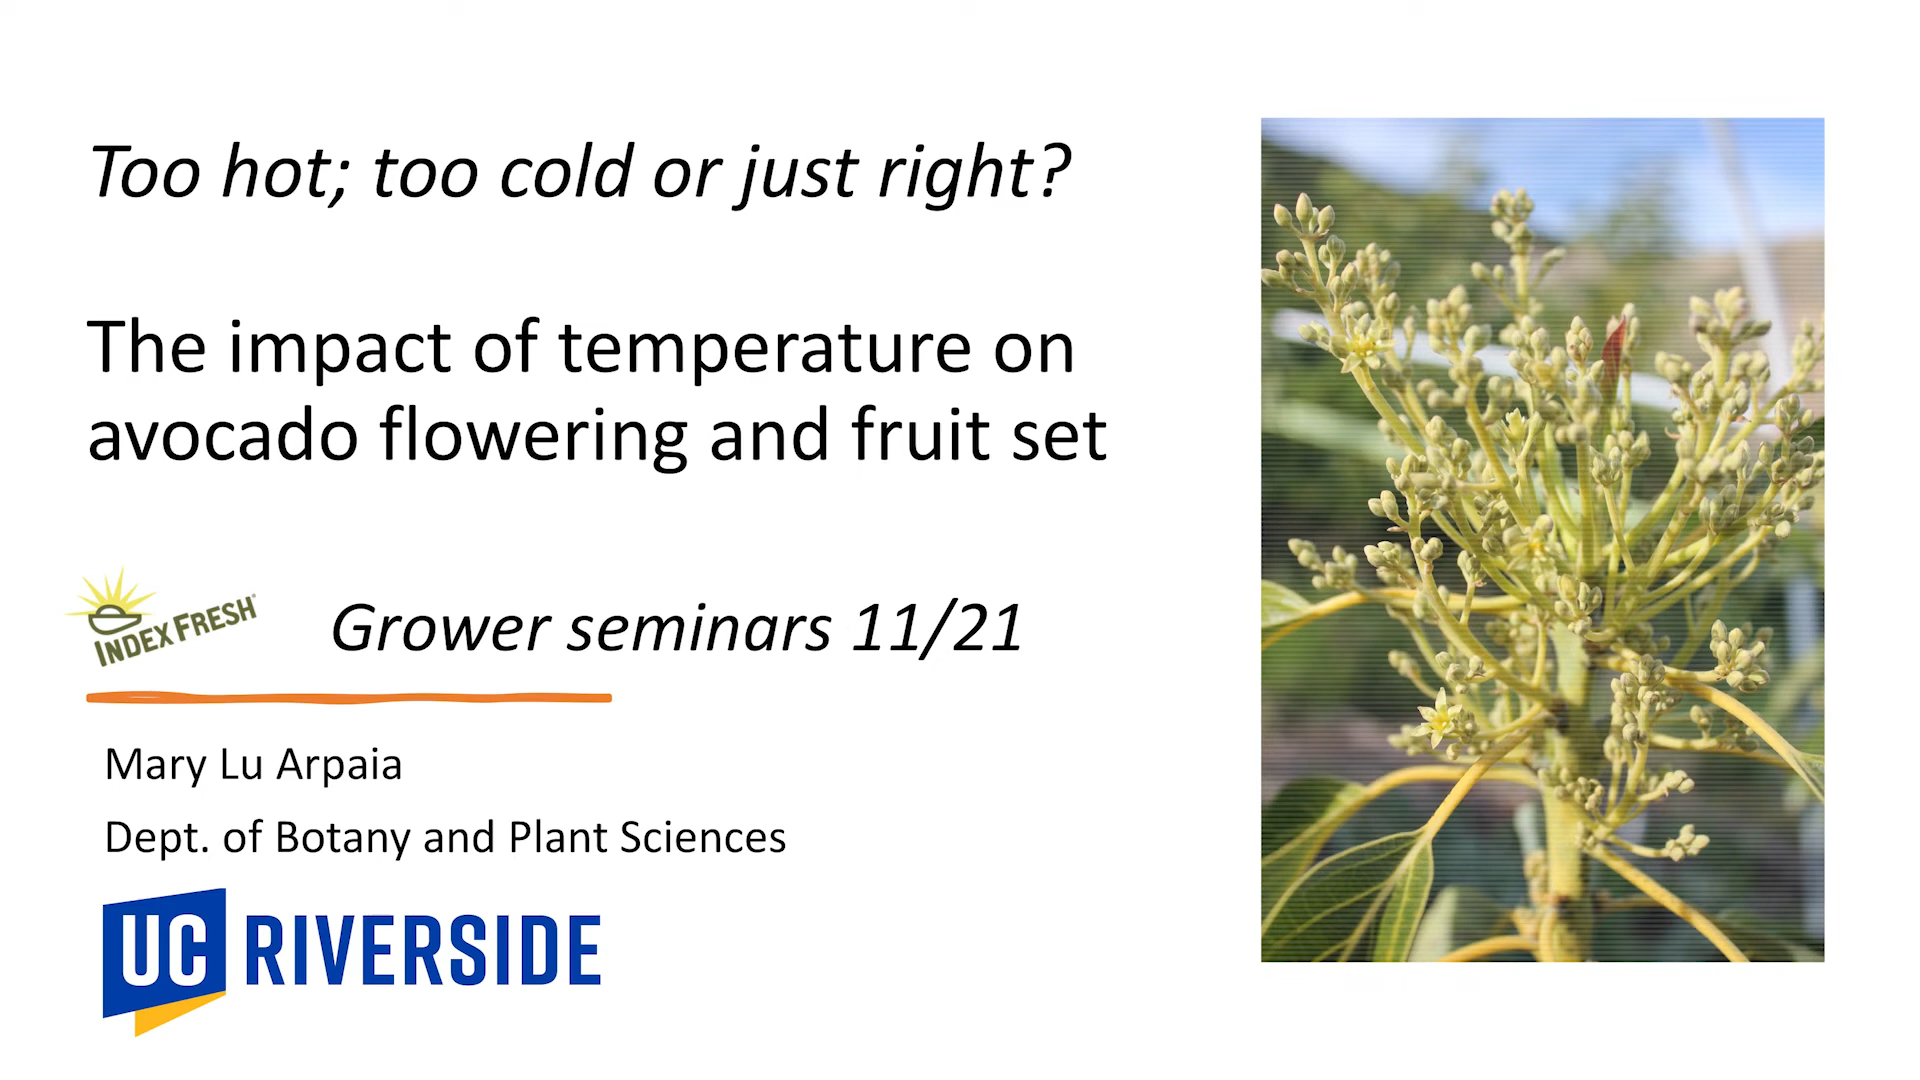 Too hot; too cold or just right?
The impact of temperature on
avocado flowering and fruit set
INDEX FRESH®
Grower seminars 11/21
Mary Lu Arpaia
Dept. of Botany and Plant Sciences
UC RIVERSIDE